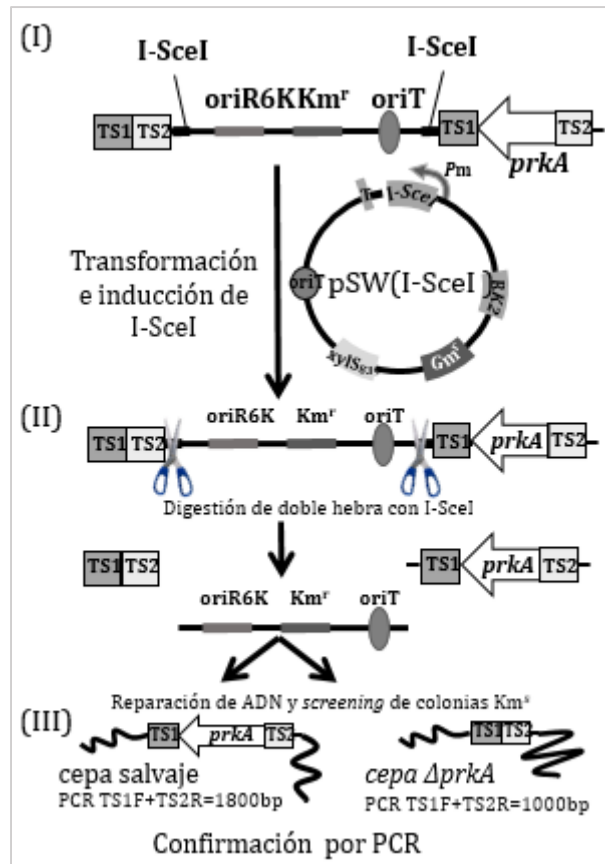 (I)
I-SceI I-SceI
oriR6KKmʳ oriT
TS1 TS2 TS1 TS2
prkA
Pm
T I-SceI
Transformación
e inducción de
I-SceI
oriT pSW(I-SceI) RK2
xylS Gmʳ
(II)
oriR6K Kmʳ oriT
TS1 TS2 TS1 prkA TS2
Digestión de doble hebra con I-SceI
TS1 TS2 TS1 prkA TS2
oriR6K Kmʳ oriT
Reparación de ADN y screening de colonias Kmˢ
(III)
TS1 prkA TS2 TS1 TS2
cepa salvaje cepa ΔprkA
PCR TS1F+TS2R=1800bp PCR TS1F+TS2R=1000bp
Confirmación por PCR